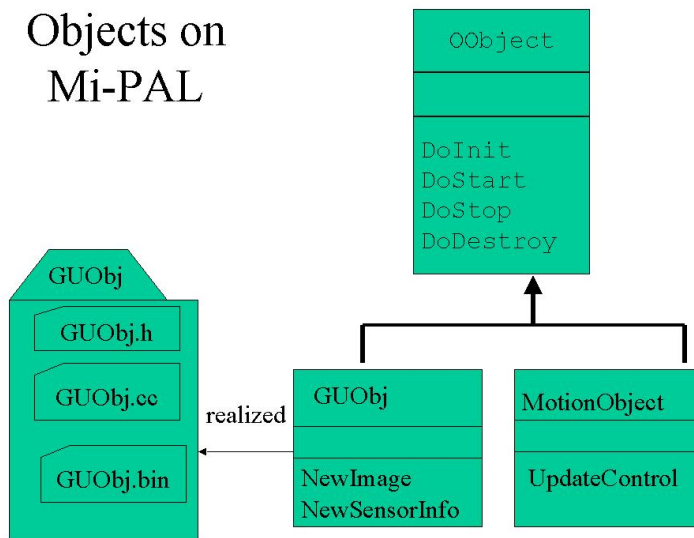 Objects on
Mi-PAL
OObject
DoInit
DoStart
DoStop
DoDestroy
GUObj
GUObj.h
GUObj.cc
GUObj.bin
realized
GUObj
NewImage
NewSensorInfo
MotionObject
UpdateControl